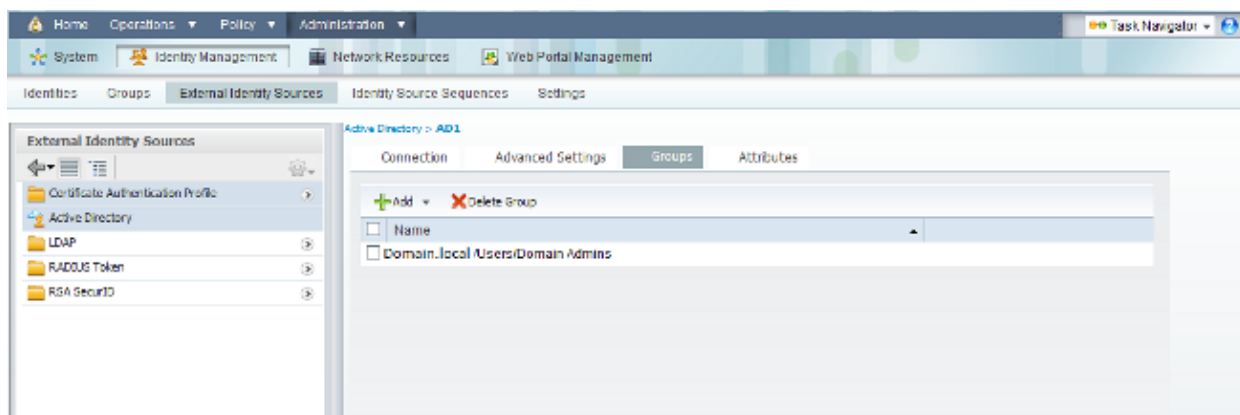 Home Operations Policy Administration Task Navigator
System Identity Management Network Resources Web Portal Management
Identities Groups External Identity Sources Identity Source Sequences Settings
External Identity Sources
Certificate Authentication Profile
Active Directory
LDAP
RADIUS Token
RSA SecurID
Active Directory > AD1
Connection Advanced Settings Groups Attributes
Add Delete Group
Name
Domain.local/Users/Domain Admins